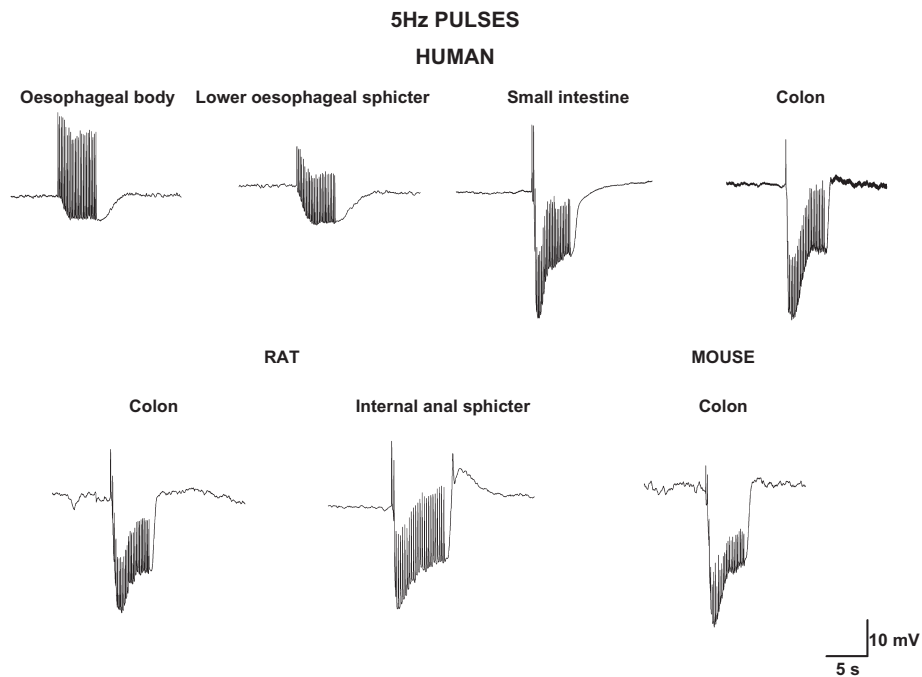 5Hz PULSES
HUMAN
Oesophageal body Lower oesophageal sphicter Small intestine Colon
RAT MOUSE
Colon Internal anal sphicter Colon
10 mV
5 s